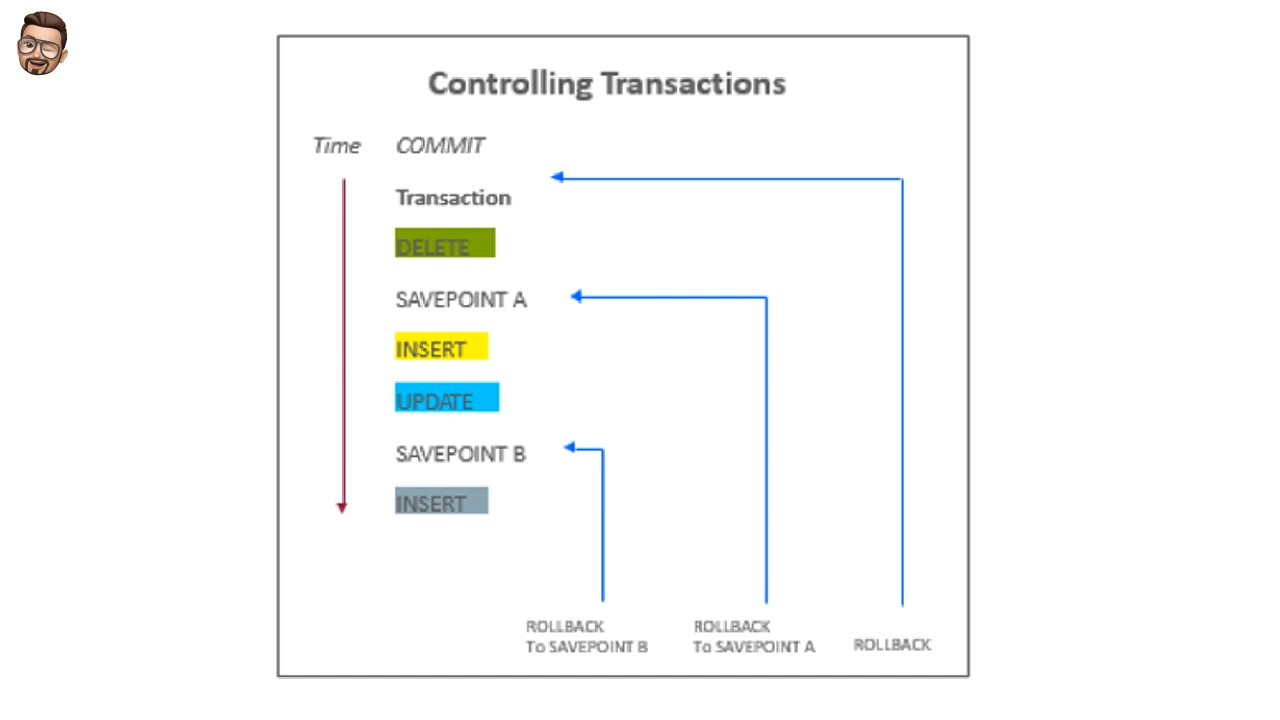 Controlling Transactions
Time COMMIT
Transaction
DELETE
SAVEPOINT A
INSERT
UPDATE
SAVEPOINT B
INSERT
ROLLBACK
To SAVEPOINT B
ROLLBACK
To SAVEPOINT A
ROLLBACK